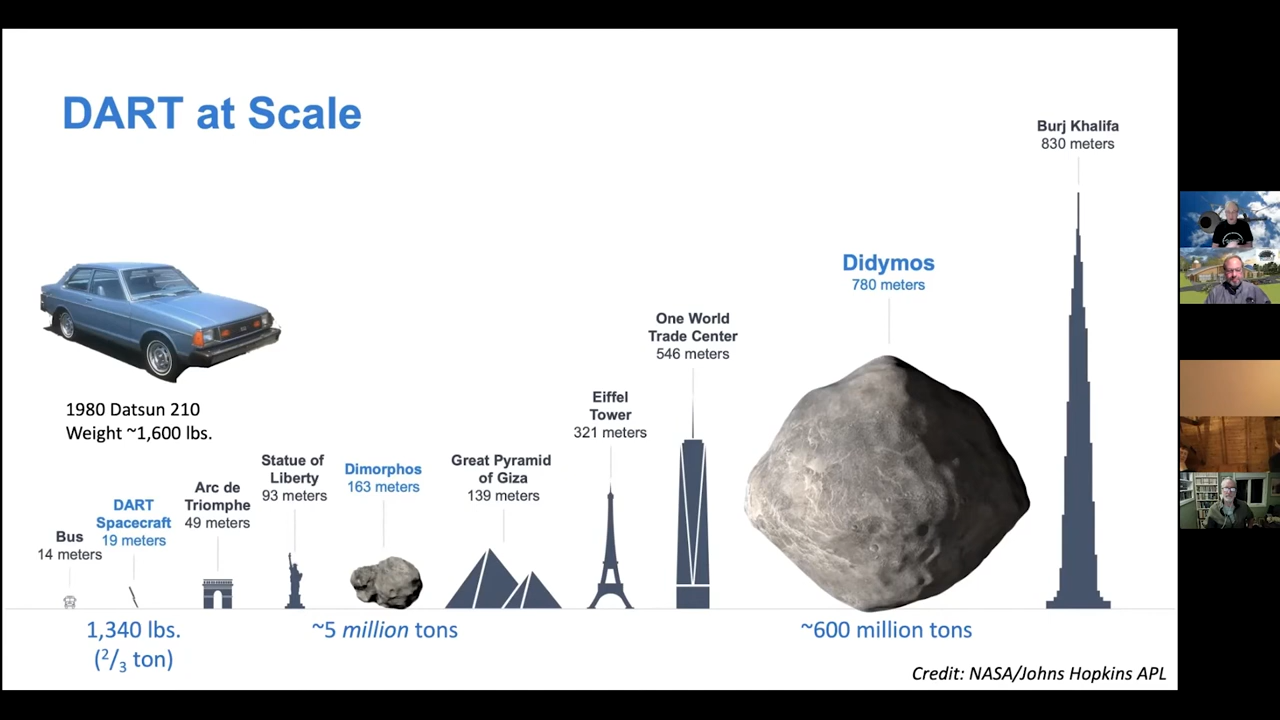 DART at Scale
1980 Datsun 210
Weight ~1,600 lbs.
Bus
14 meters
DART
Spacecraft
19 meters
Arc de
Triomphe
49 meters
Statue of
Liberty
93 meters
Dimorphos
163 meters
Great Pyramid
of Giza
139 meters
Eiffel
Tower
321 meters
One World
Trade Center
546 meters
Didymos
780 meters
Burj Khalifa
830 meters
1,340 lbs.
(2/3 ton)
~5 million tons
~600 million tons
Credit: NASA/Johns Hopkins APL